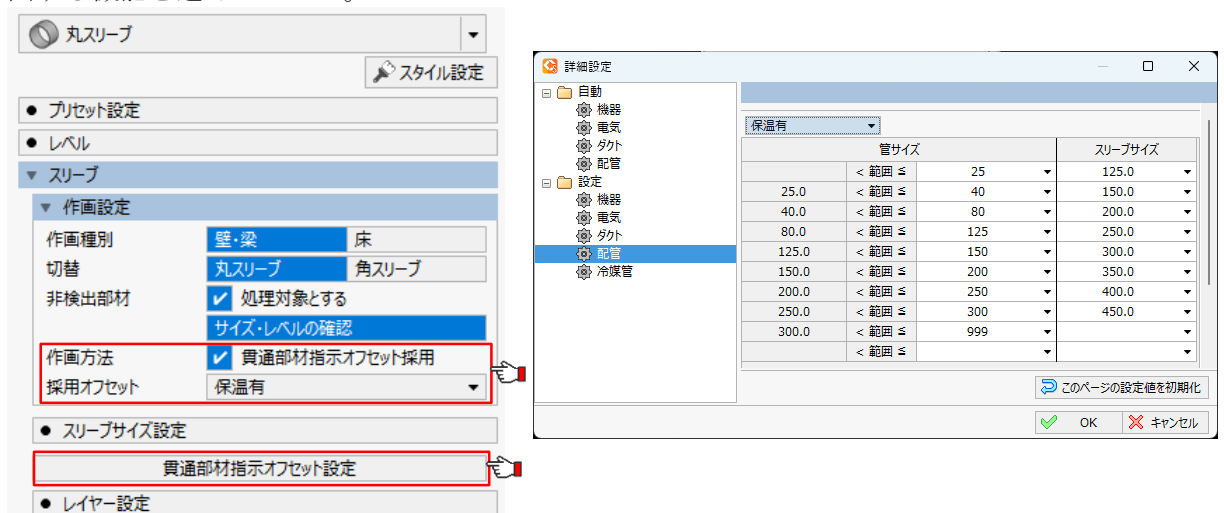 丸スリーブ
スタイル設定
プリセット設定
レベル
スリーブ
作画設定
作画種別 壁・梁 床
切替 丸スリーブ 角スリーブ
非検出部材 処理対象とする
サイズ・レベルの確認
作画方法 貫通部材指示オフセット採用
採用オフセット 保温有
スリーブサイズ設定
貫通部材指示オフセット設定
レイヤー設定
詳細設定
自動
機器
電気
ダクト
配管
設定
機器
電気
ダクト
配管
冷媒管
保温有
管サイズ スリーブサイズ
< 範囲 ≦ 25 125.0
25.0 < 範囲 ≦ 40 150.0
40.0 < 範囲 ≦ 80 200.0
80.0 < 範囲 ≦ 125 250.0
125.0 < 範囲 ≦ 150 300.0
150.0 < 範囲 ≦ 200 350.0
200.0 < 範囲 ≦ 250 400.0
250.0 < 範囲 ≦ 300 450.0
300.0 < 範囲 ≦ 999
< 範囲 ≦
このページの設定値を初期化
OK キャンセル